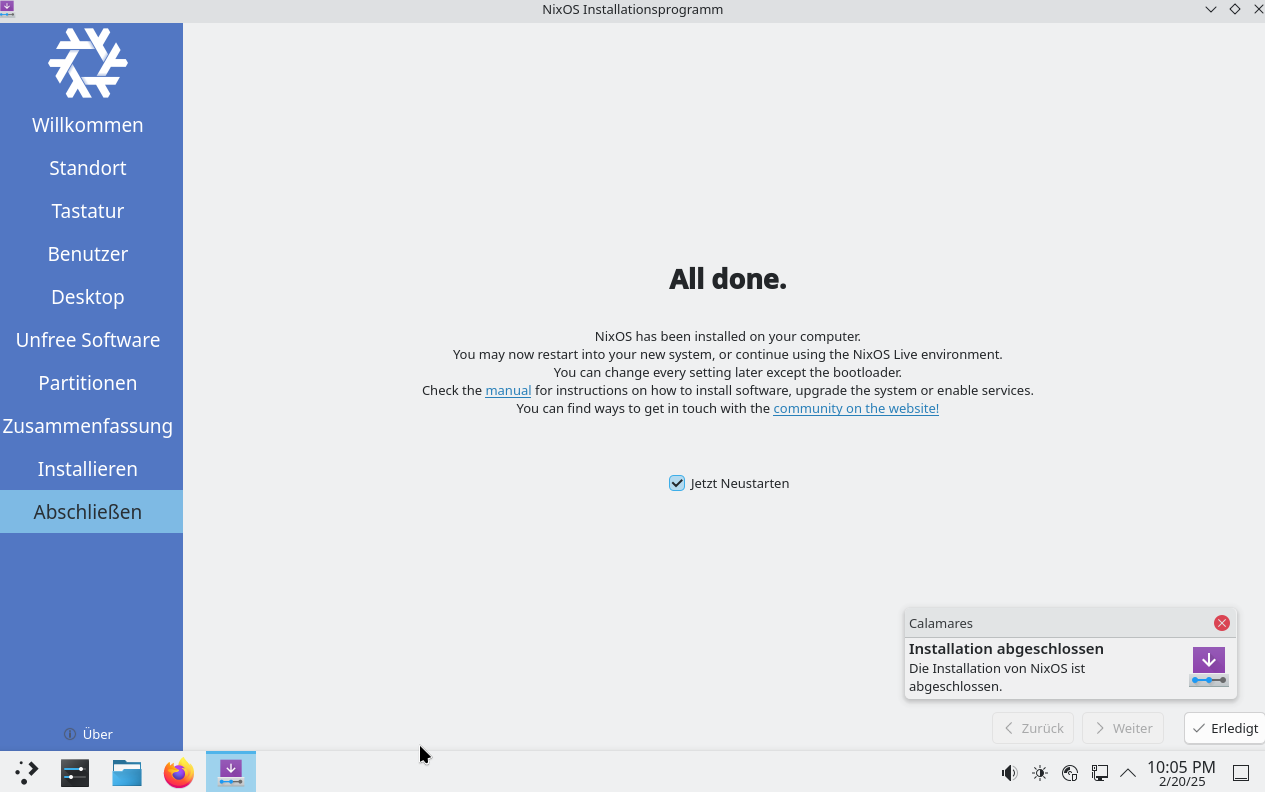 NixOS Installationsprogramm
Willkommen
Standort
Tastatur
Benutzer
Desktop
Unfree Software
Partitionen
Zusammenfassung
Installieren
Abschließen
Über
All done.
NixOS has been installed on your computer.
You may now restart into your new system, or continue using the NixOS Live environment.
You can change every setting later except the bootloader.
Check the manual for instructions on how to install software, upgrade the system or enable services.
You can find ways to get in touch with the community on the website!
Jetzt Neustarten
Calamares
Installation abgeschlossen
Die Installation von NixOS ist
abgeschlossen.
Zurück
Weiter
Erledigt
10:05 PM
2/20/25